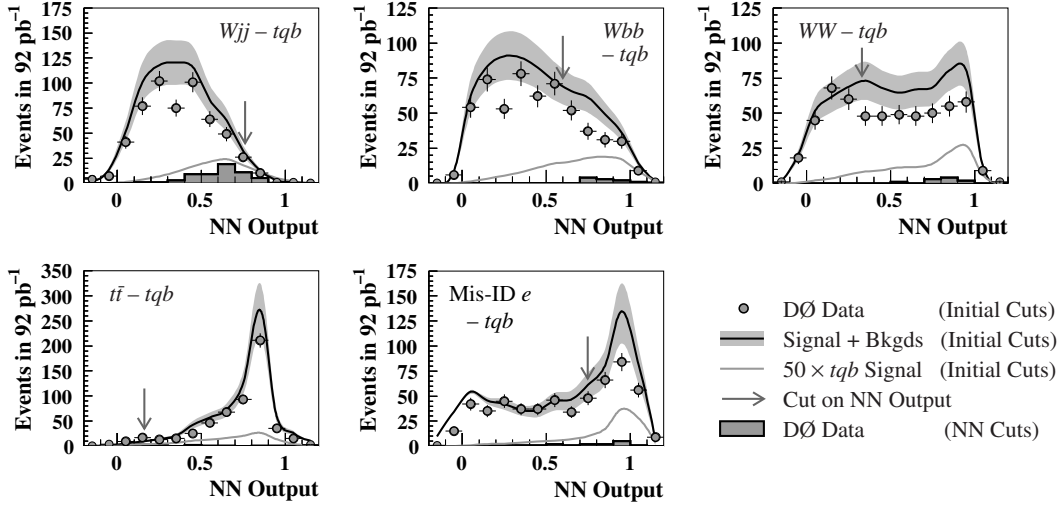 Events in 92 pb⁻¹
175
150
125
100
75
50
25
0
Wjj – tqb
0 0.5 1
NN Output
Events in 92 pb⁻¹
125
100
75
50
25
0
Wbb
– tqb
0 0.5 1
NN Output
Events in 92 pb⁻¹
125
100
75
50
25
0
WW – tqb
0 0.5 1
NN Output
Events in 92 pb⁻¹
350
300
250
200
150
100
50
0
tt̄ – tqb
0 0.5 1
NN Output
Events in 92 pb⁻¹
175
150
125
100
75
50
25
0
Mis-ID e
– tqb
0 0.5 1
NN Output
DØ Data (Initial Cuts)
Signal + Bkgds (Initial Cuts)
50 × tqb Signal (Initial Cuts)
Cut on NN Output
DØ Data (NN Cuts)